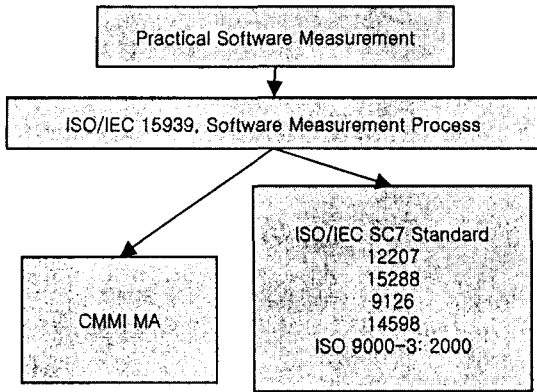 Practical Software Measurement
ISO/IEC 15939, Software Measurement Process
CMMI MA
ISO/IEC SC7 Standard
12207
15288
9126
14598
ISO 9000-3: 2000